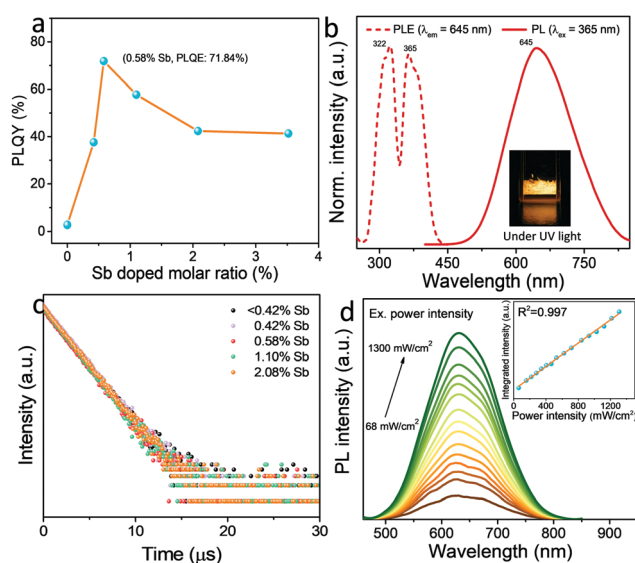 a
PLQY (%)
80
60
40
20
0
(0.58% Sb, PLQE: 71.84%)
0 1 2 3 4
Sb doped molar ratio (%)
b
PLE (λem = 645 nm)
PL (λex = 365 nm)
322
365
645
Norm. intensity (a.u.)
Under UV light
300 450 600 750
Wavelength (nm)
c
Intensity (a.u.)
<0.42% Sb
0.42% Sb
0.58% Sb
1.10% Sb
2.08% Sb
0 10 20 30
Time (μs)
d
PL intensity (a.u.)
Ex. power intensity
1300 mW/cm²
68 mW/cm²
R²=0.997
Integrated intensity (a.u.)
0 400 800 1200
Power intensity (mW/cm²)
500 600 700 800 900
Wavelength (nm)